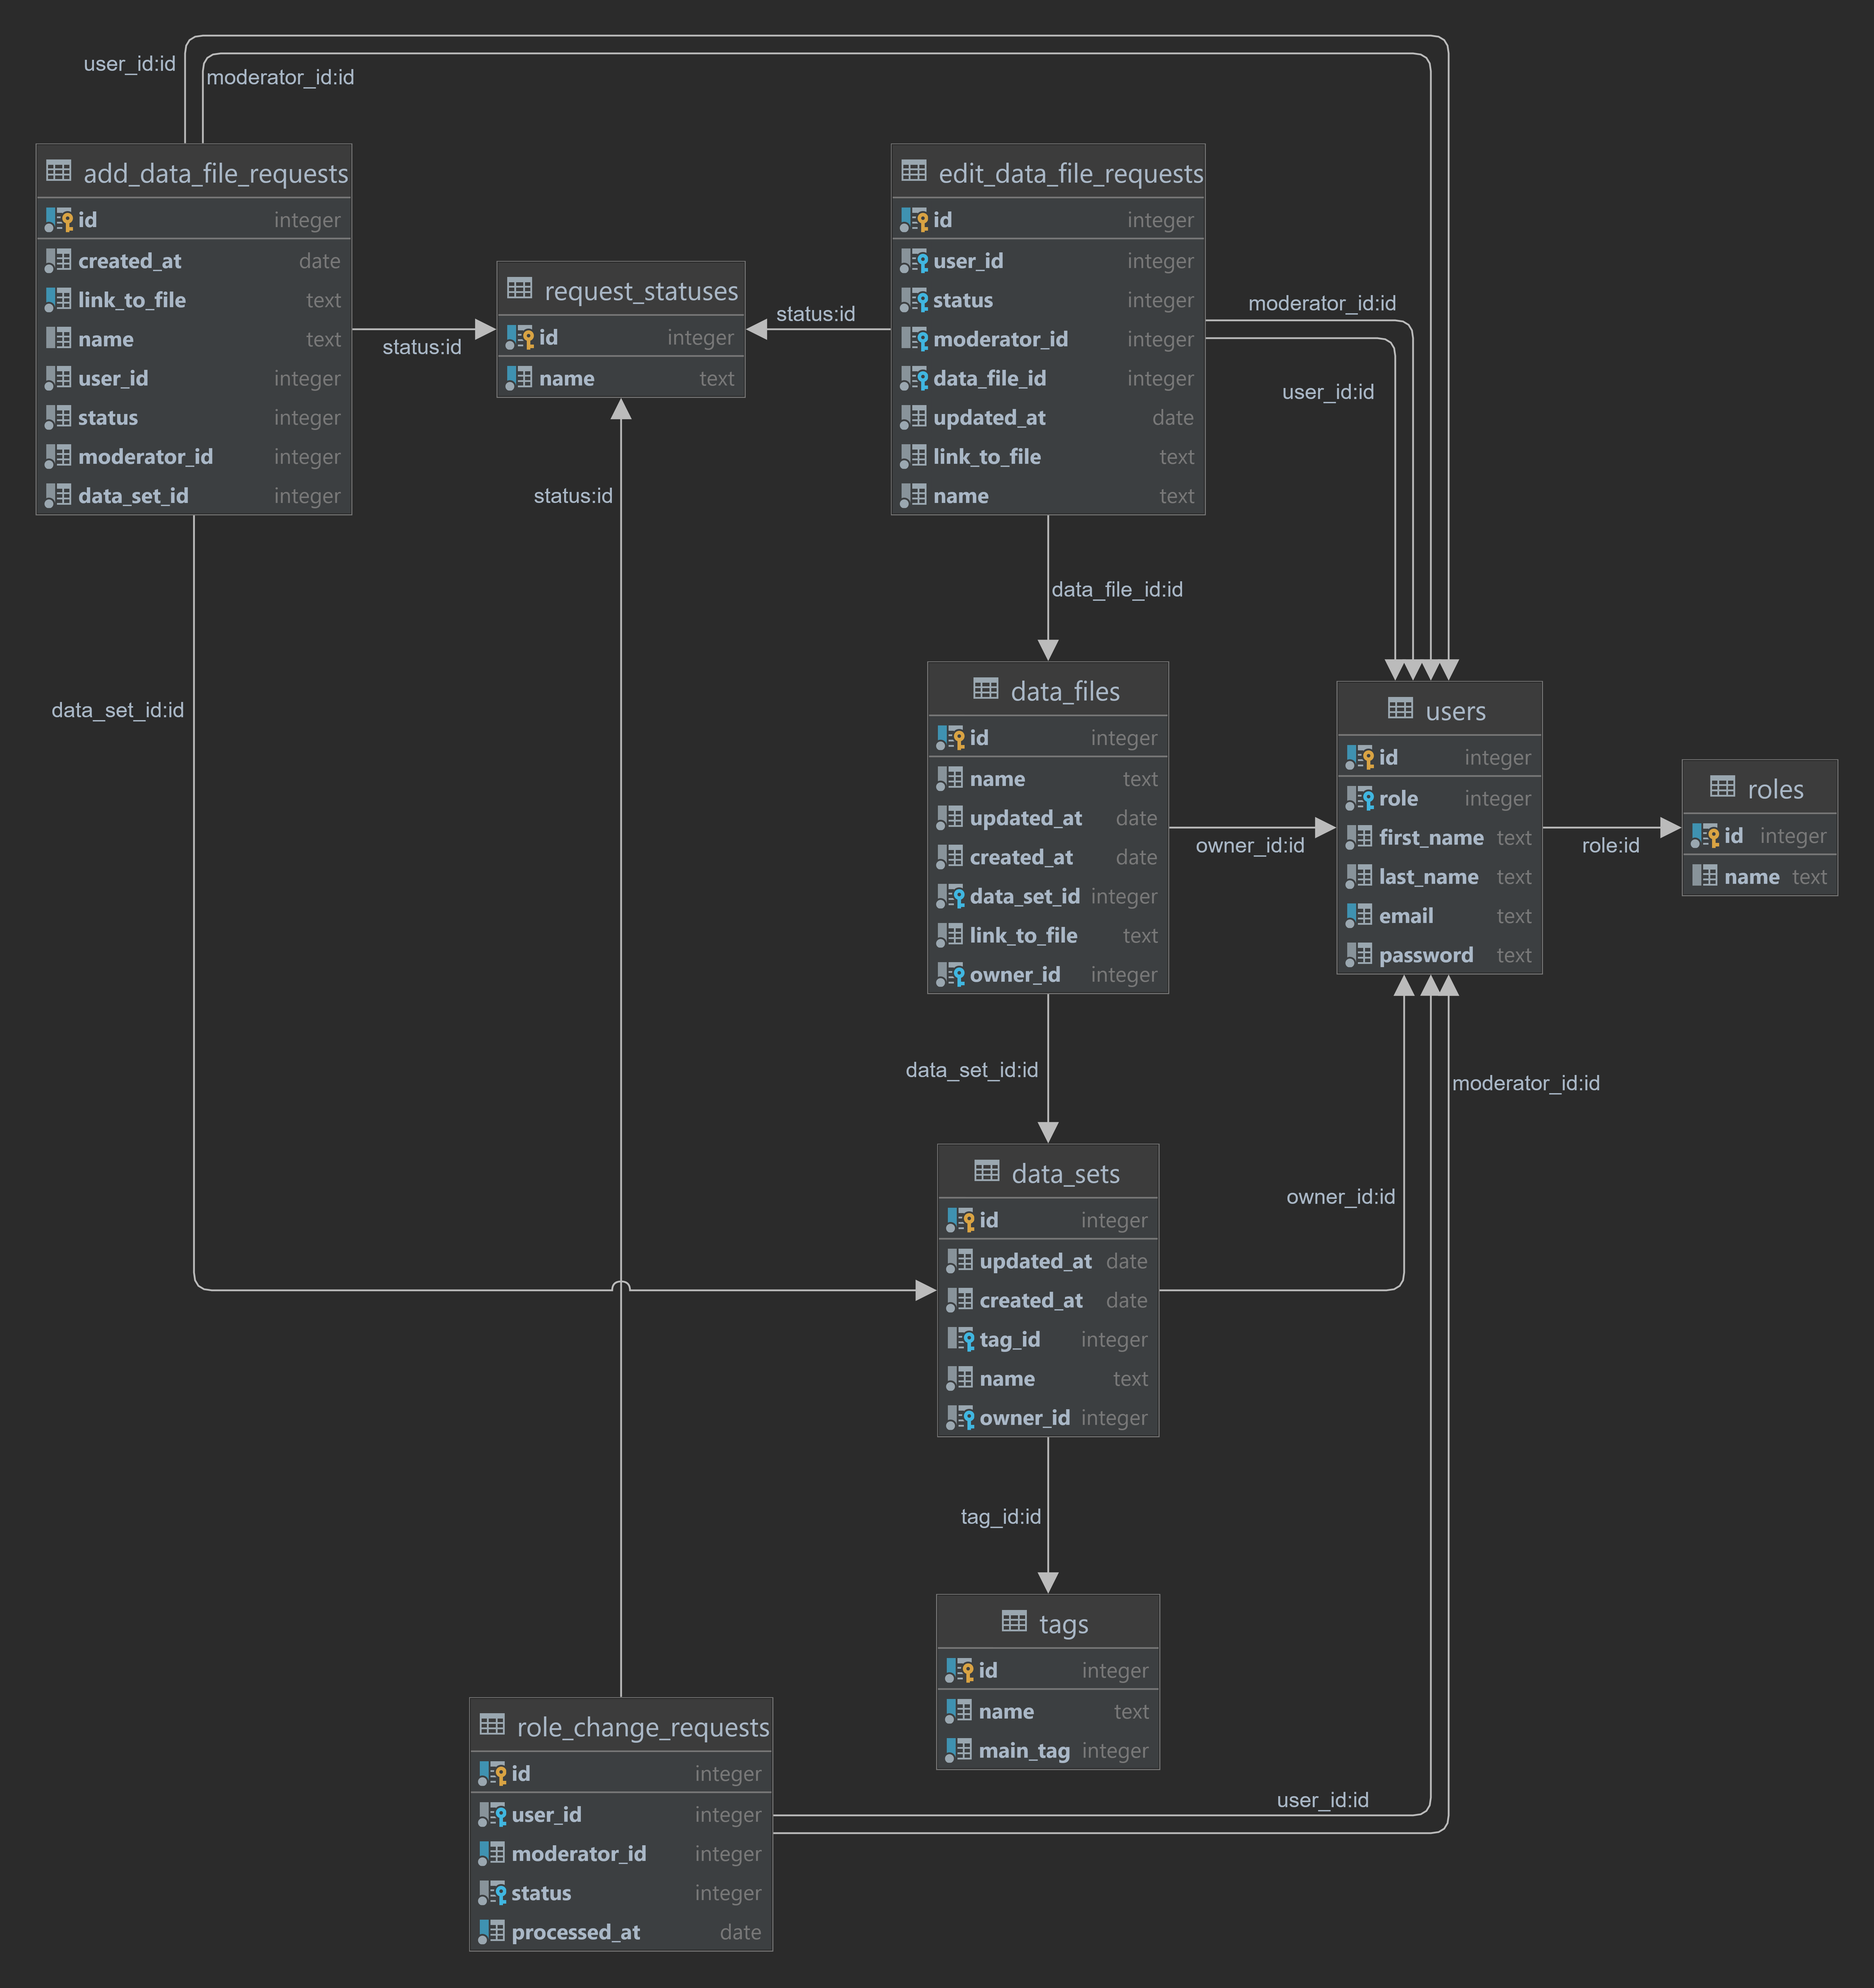 user_id:id
moderator_id:id
add_data_file_requests
id integer
created_at date
link_to_file text
name text
user_id integer
status integer
moderator_id integer
data_set_id integer
status:id
request_statuses
id integer
name text
status:id
edit_data_file_requests
id integer
user_id integer
status integer
moderator_id integer
data_file_id integer
updated_at date
link_to_file text
name text
moderator_id:id
user_id:id
status:id
data_file_id:id
data_set_id:id
data_files
id integer
name text
updated_at date
created_at date
data_set_id integer
link_to_file text
owner_id integer
owner_id:id
users
id integer
role integer
first_name text
last_name text
email text
password text
role:id
roles
id integer
name text
data_set_id:id
moderator_id:id
data_sets
id integer
updated_at date
created_at date
tag_id integer
name text
owner_id integer
owner_id:id
tag_id:id
tags
id integer
name text
main_tag integer
role_change_requests
id integer
user_id integer
moderator_id integer
status integer
processed_at date
user_id:id